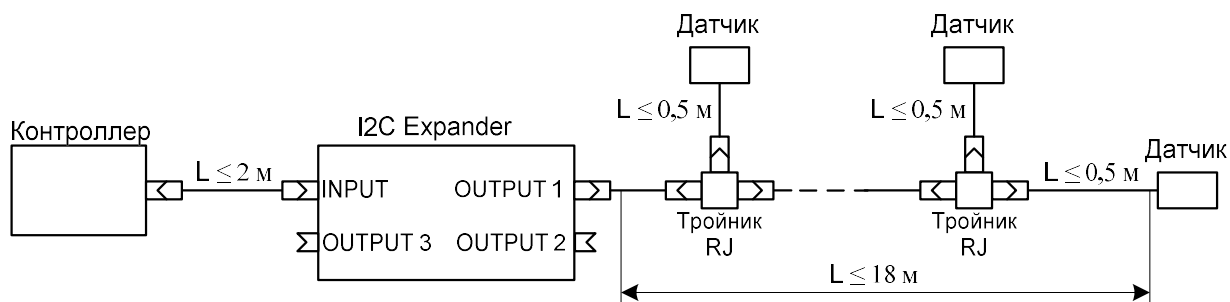 Датчик
Датчик
L ≤ 0,5 м
L ≤ 0,5 м
Контроллер
I2C Expander
Датчик
L ≤ 2 м
INPUT
OUTPUT 1
L ≤ 0,5 м
OUTPUT 3
OUTPUT 2
Тройник
RJ
Тройник
RJ
L ≤ 18 м